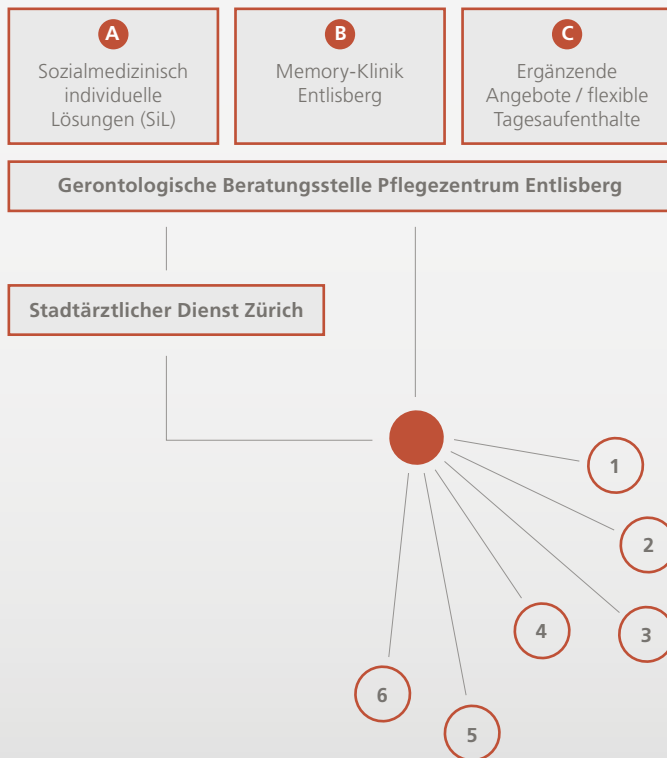 A
Sozialmedizinisch
individuelle
Lösungen (SiL)
B
Memory-Klinik
Entlisberg
C
Ergänzende
Angebote / flexible
Tagesaufenthalte
Gerontologische Beratungsstelle Pflegezentrum Entlisberg
Stadtärztlicher Dienst Zürich
1
2
3
4
5
6